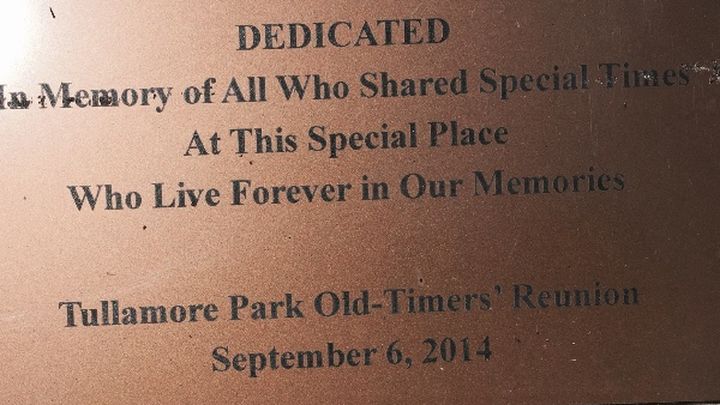 DEDICATED
In Memory of All Who Shared Special Times
At This Special Place
Who Live Forever in Our Memories
Tullamore Park Old-Timers' Reunion
September 6, 2014